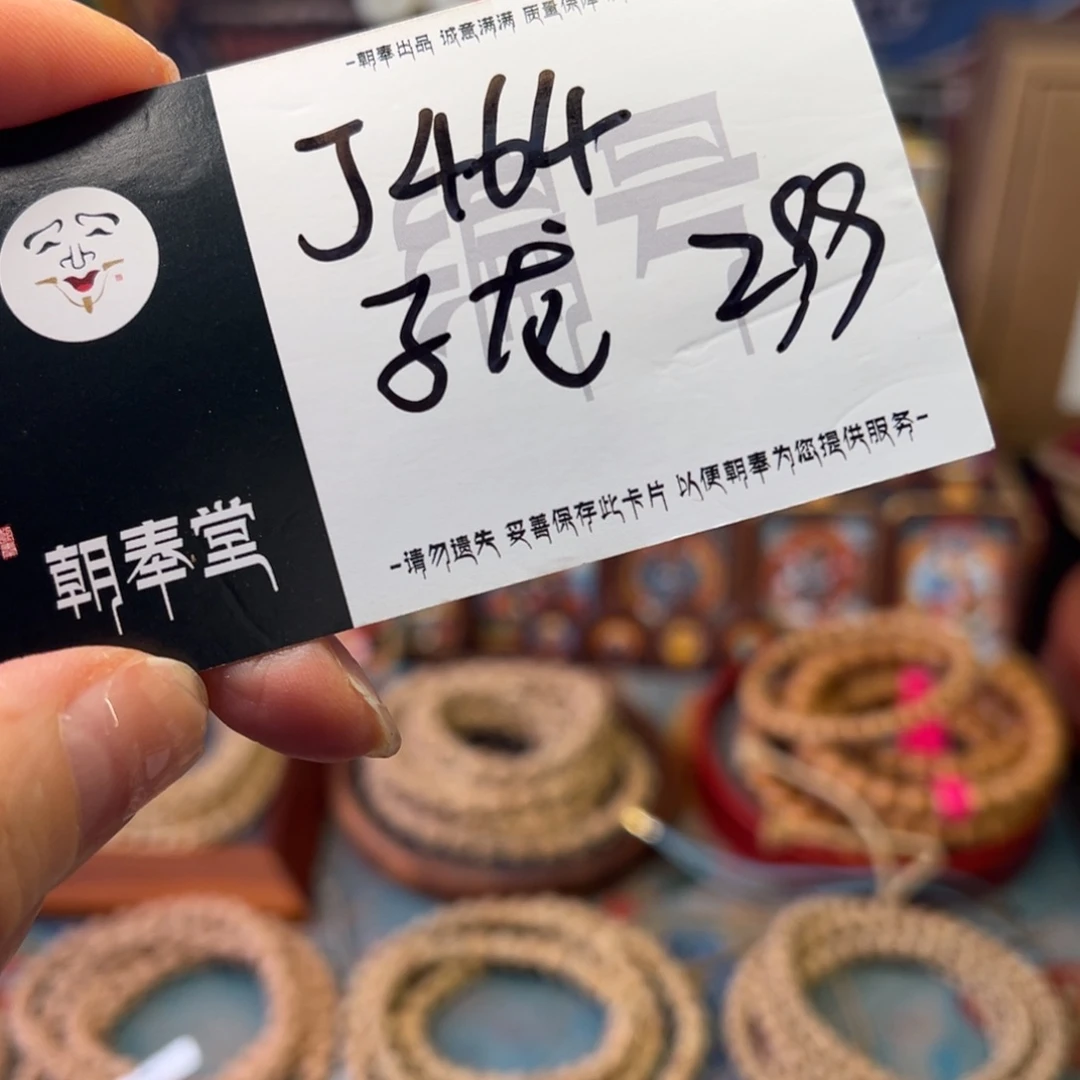 -朝奉出品 诚意满满 质量保障
J464
子龙 299
编号
-请勿遗失 妥善保存此卡片 以便朝奉为您提供服务-
朝奉堂